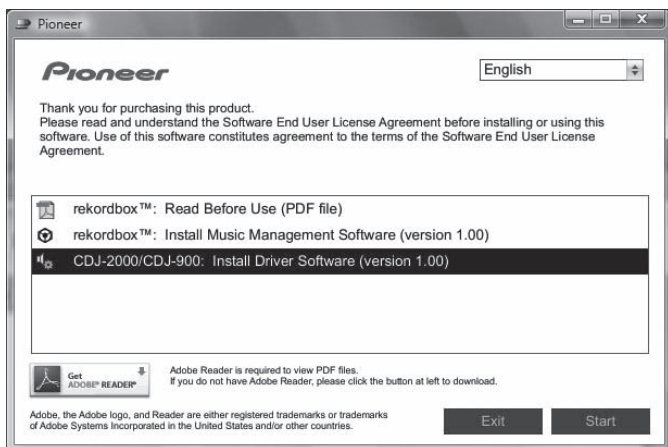 Pioneer
Pioneer
English
Thank you for purchasing this product.
Please read and understand the Software End User License Agreement before installing or using this
software. Use of this software constitutes agreement to the terms of the Software End User License
Agreement.
rekordbox™: Read Before Use (PDF file)
rekordbox™: Install Music Management Software (version 1.00)
CDJ-2000/CDJ-900: Install Driver Software (version 1.00)
Get
ADOBE® READER®
Adobe Reader is required to view PDF files.
If you do not have Adobe Reader, please click the button at left to download.
Adobe, the Adobe logo, and Reader are either registered trademarks or trademarks
of Adobe Systems Incorporated in the United States and/or other countries.
Exit
Start